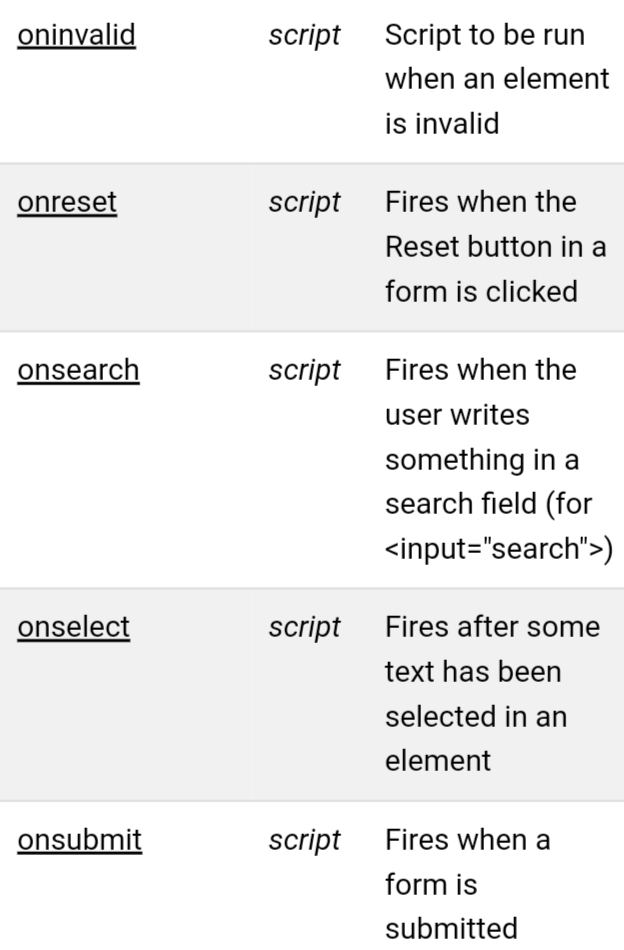 oninvalid script Script to be run
when an element
is invalid
onreset script Fires when the
Reset button in a
form is clicked
onsearch script Fires when the
user writes
something in a
search field (for
<input="search">)
onselect script Fires after some
text has been
selected in an
element
onsubmit script Fires when a
form is
submitted